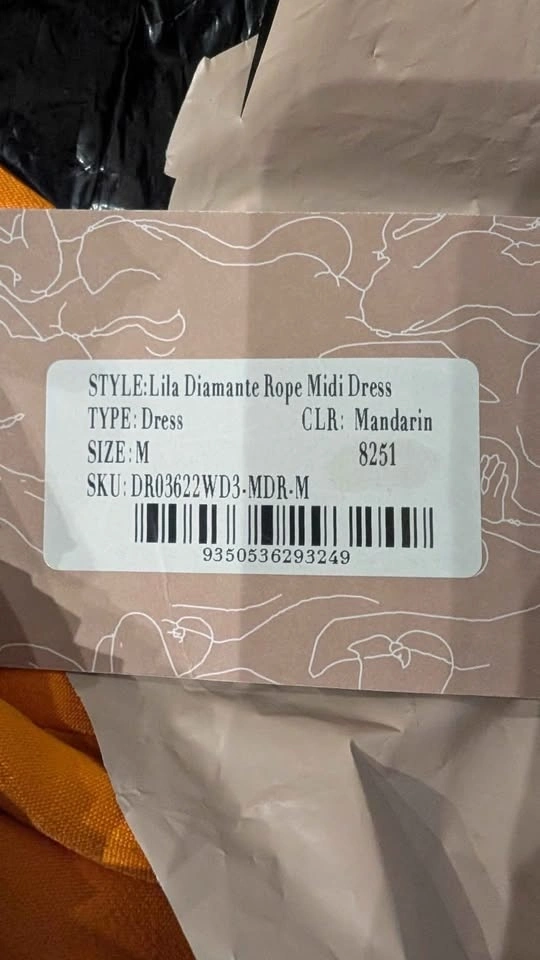 STYLE:Lila Diamante Rope Midi Dress
TYPE: Dress CLR: Mandarin
SIZE: M 8251
SKU: DR03622WD3-MDR-M
9350536293249